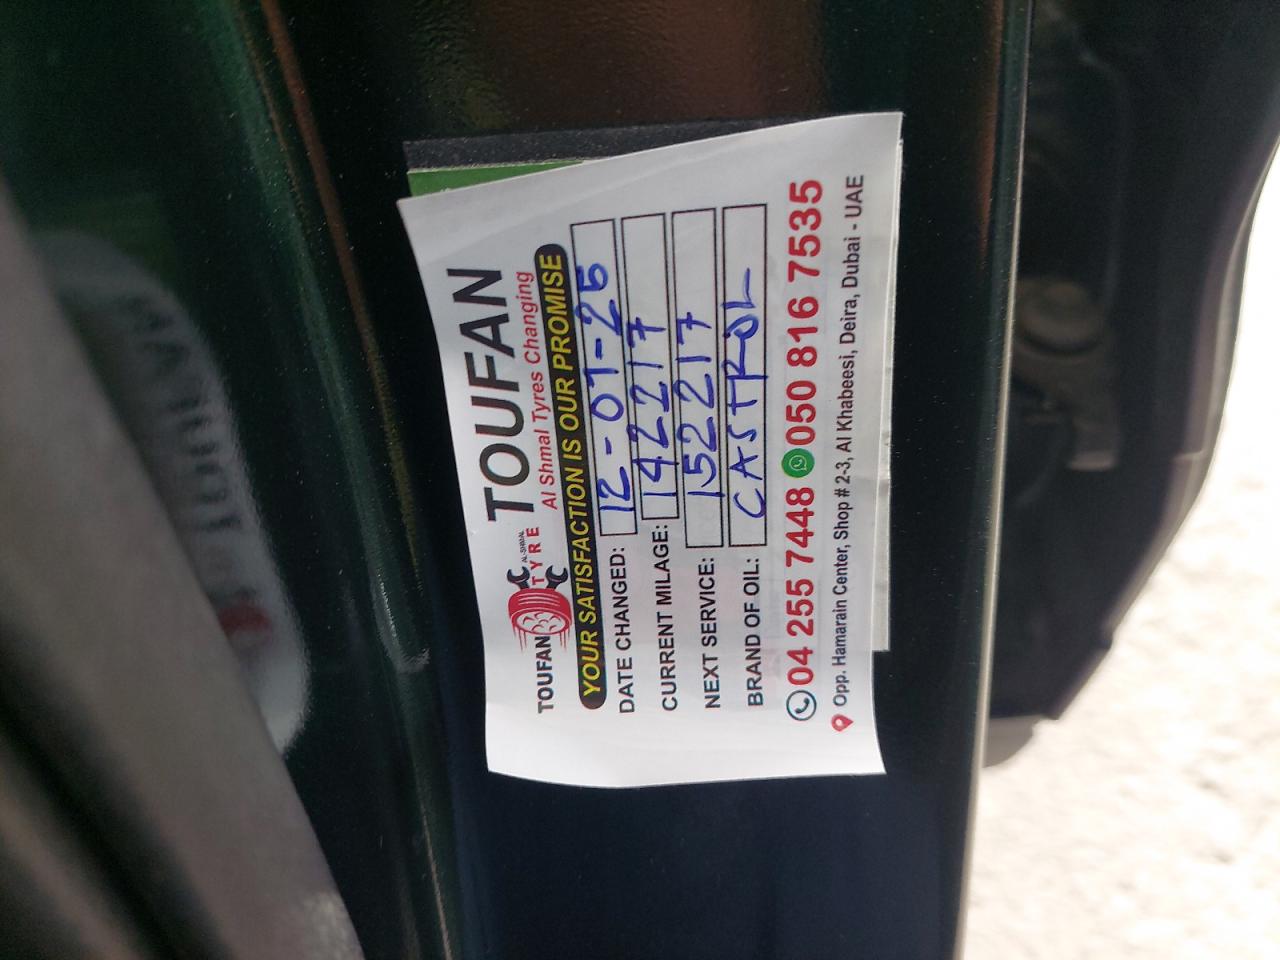 TOUFAN
AL-SHMAL
TYRE
TOUFAN
Al Shmal Tyres Changing
YOUR SATISFACTION IS OUR PROMISE
DATE CHANGED: 12-01-25
CURRENT MILAGE: 142217
NEXT SERVICE: 152217
BRAND OF OIL: CASTROL
04 255 7448 050 816 7535
Opp. Hamarain Center, Shop # 2-3, Al Khabeesi, Deira, Dubai - UAE